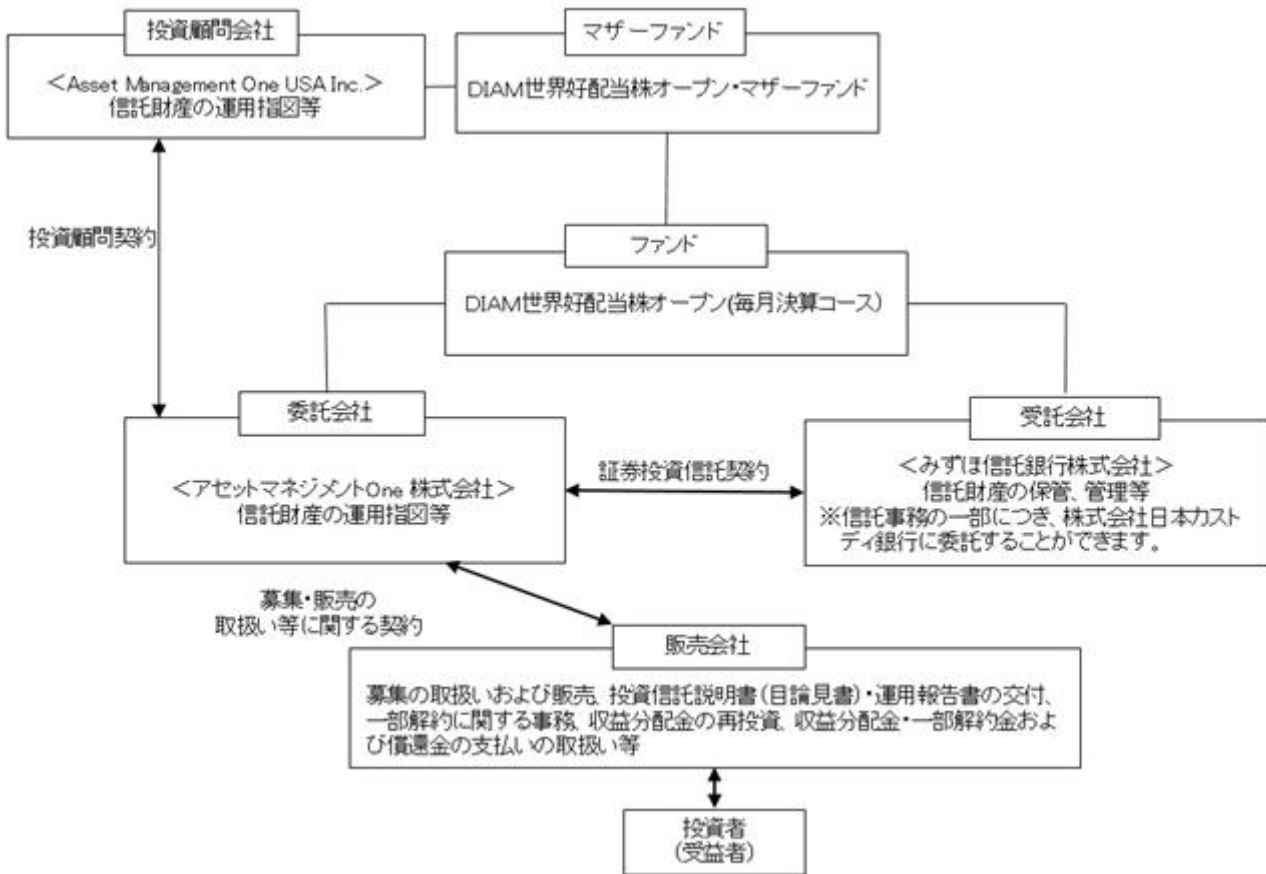 投資顧問会社
＜Asset Management One USA Inc.＞
信託財産の運用指図等
マザーファンド
DIAM世界好配当株オープン・マザーファンド
投資顧問契約
ファンド
DIAM世界好配当株オープン(毎月決算コース)
委託会社
＜アセットマネジメントOne 株式会社＞
信託財産の運用指図等
証券投資信託契約
受託会社
＜みずほ信託銀行株式会社＞
信託財産の保管、管理等
※信託事務の一部につき、株式会社日本カスト
ディ銀行に委託することができます。
募集・販売の
取扱い等に関する契約
販売会社
募集の取扱いおよび販売、投資信託説明書(目論見書)・運用報告書の交付、
一部解約に関する事務、収益分配金の再投資、収益分配金・一部解約金およ
び償還金の支払いの取扱い等
投資者
(受益者)